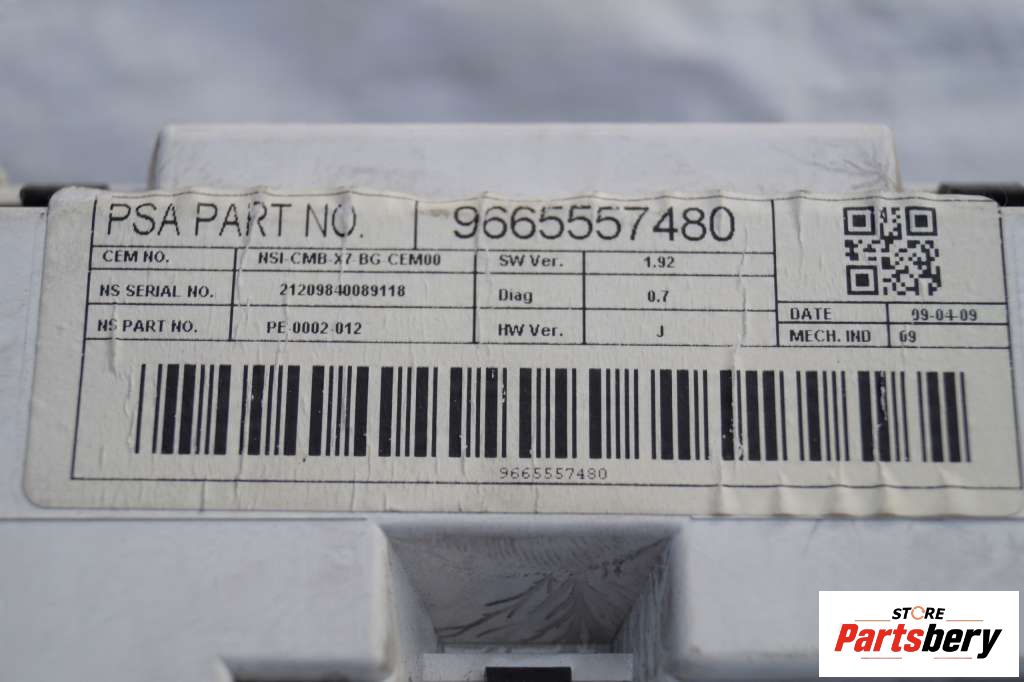 PSA PART NO. 9665557480
CEM NO. NSI-CMB-X7 BG CEM00 SW Ver. 1.92
NS SERIAL NO. 21209840089118 Diag 0.7
DATE 09-04-09
NS PART NO. PE-0002-012 HW Ver. J
MECH. IND 69
9665557480
STORE
Partsbery